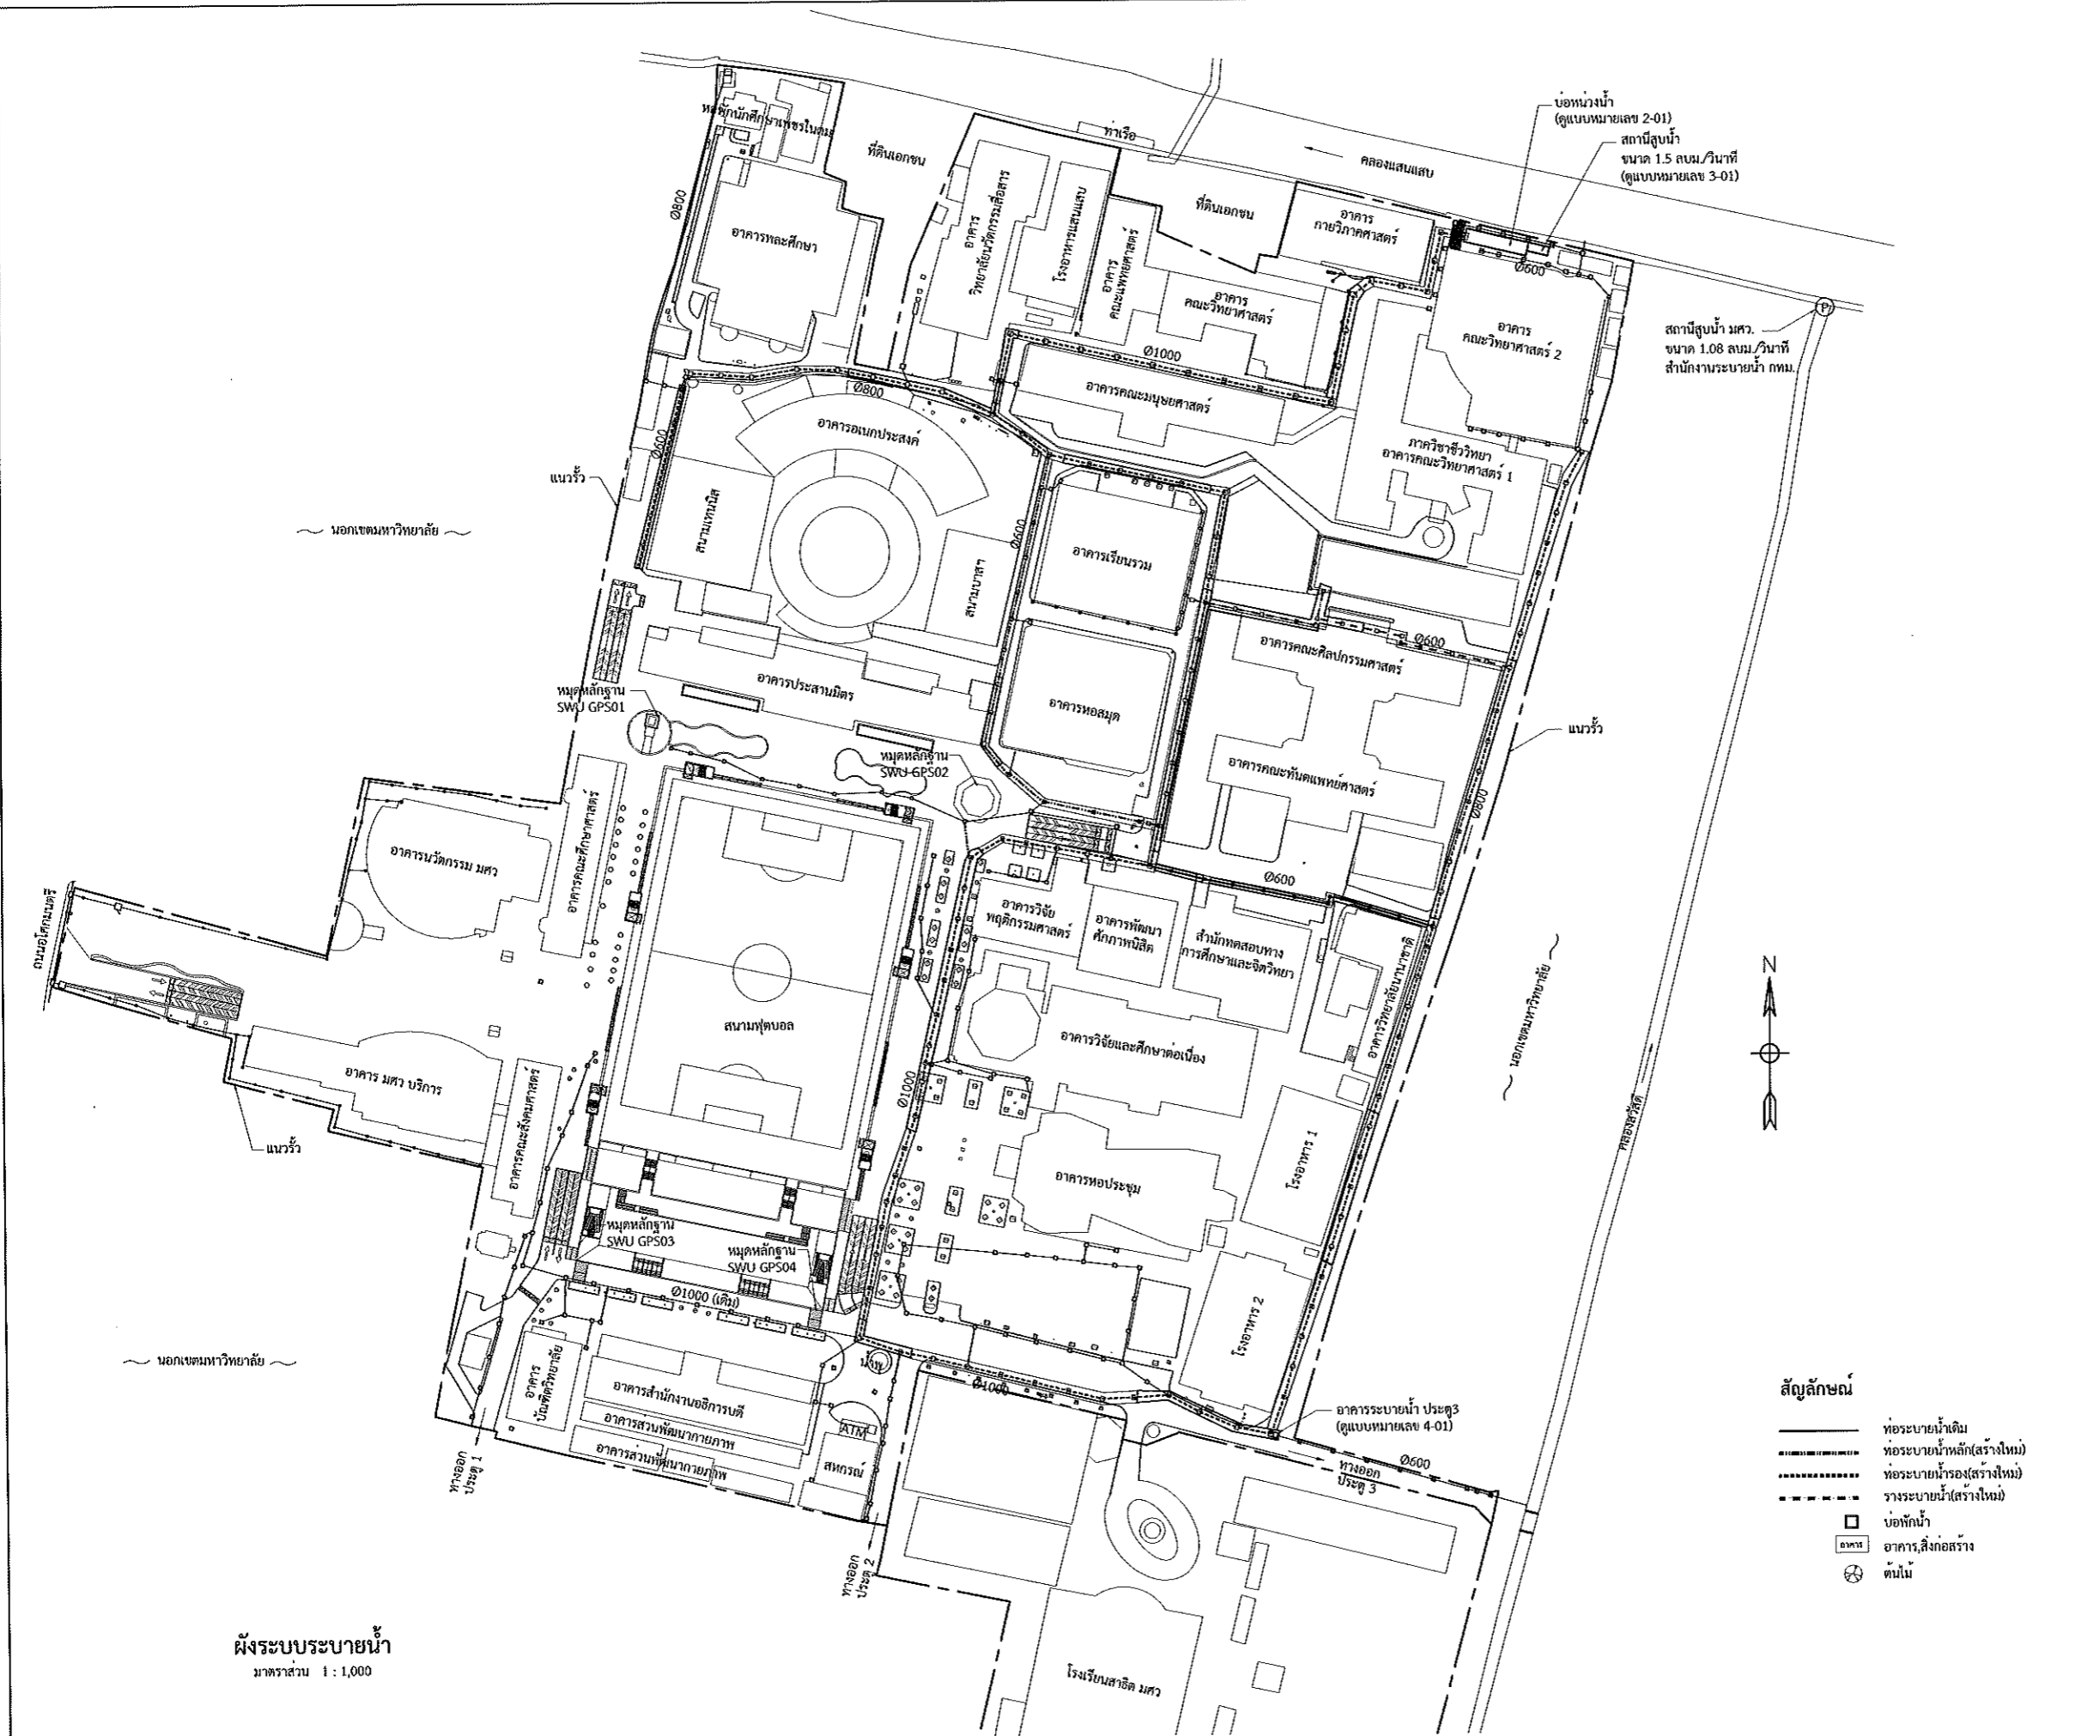 บ่อหน่วงน้ำ
(ดูแบบหมายเลข 2-01)
สถานีสูบน้ำ
ขนาด 1.5 ลบม./วินาที
(ดูแบบหมายเลข 3-01)
หอพักนักศึกษาเพชรในตม
ที่ดินเอกชน
ท่าเรือ
คลองแสนแสบ
Ø800
อาคารพละศึกษา
อาคาร
วิทยาลัยนวัตกรรมสื่อสาร
โรงอาหารแสนแสบ
อาคาร
คณะแพทยศาสตร์
ที่ดินเอกชน
อาคาร
กายวิภาคศาสตร์
Ø600
อาคาร
คณะวิทยาศาสตร์
อาคาร
คณะวิทยาศาสตร์ 2
P
สถานีสูบน้ำ มศว.
ขนาด 1.08 ลบม./วินาที
สำนักงานระบายน้ำ กทม.
Ø1000
Ø800
อาคารคณะมนุษยศาสตร์
อาคารอเนกประสงค์
Ø600
ภาควิชาชีววิทยา
อาคารคณะวิทยาศาสตร์ 1
แนวรั้ว
นอกเขตมหาวิทยาลัย
สนามเทนนิส
Ø600
อาคารเรียนรวม
สนามบาสฯ
อาคารคณะศิลปกรรมศาสตร์
Ø600
อาคารประสานมิตร
หมุดหลักฐาน
SWU GPS01
อาคารหอสมุด
แนวรั้ว
หมุดหลักฐาน
SWU GPS02
อาคารคณะทันตแพทย์ศาสตร์
Ø800
อาคารนวัตกรรม มศว
อาคารคณะศึกษาศาสตร์
Ø600
ถนนอโศกมนตรี
อาคารวิจัย
พฤติกรรมศาสตร์
อาคารพัฒนา
ศักภาพนิสิต
สำนักทดสอบทาง
การศึกษาและจิตวิทยา
อาคารวิทยาลัยนานาชาติ
นอกเขตมหาวิทยาลัย
N
สนามฟุตบอล
อาคารวิจัยและศึกษาต่อเนื่อง
อาคาร มศว บริการ
อาคารคณะสังคมศาสตร์
Ø1000
คลองสวัสดิ์
แนวรั้ว
โรงอาหาร 1
อาคารหอประชุม
หมุดหลักฐาน
SWU GPS03
หมุดหลักฐาน
SWU GPS04
Ø1000 (เดิม)
โรงอาหาร 2
นอกเขตมหาวิทยาลัย
น้ำพุ
อาคาร
บัณฑิตวิทยาลัย
อาคารสำนักงานอธิการบดี
อาคารสวนพัฒนากายภาพ
อาคารส่วนพัฒนากายภาพ
ATM
สหกรณ์
Ø1000
อาคารระบายน้ำ ประตู3
(ดูแบบหมายเลข 4-01)
Ø600
ทางออก
ประตู 3
ทางออก
ประตู 1
ทางออก
ประตู 2
โรงเรียนสาธิต มศว
สัญลักษณ์
ท่อระบายน้ำเดิม
ท่อระบายน้ำหลัก(สร้างใหม่)
ท่อระบายน้ำรอง(สร้างใหม่)
รางระบายน้ำ(สร้างใหม่)
บ่อพักน้ำ
อาคาร อาคาร,สิ่งก่อสร้าง
ต้นไม้
ผังระบบระบายน้ำ
มาตราส่วน 1 : 1,000